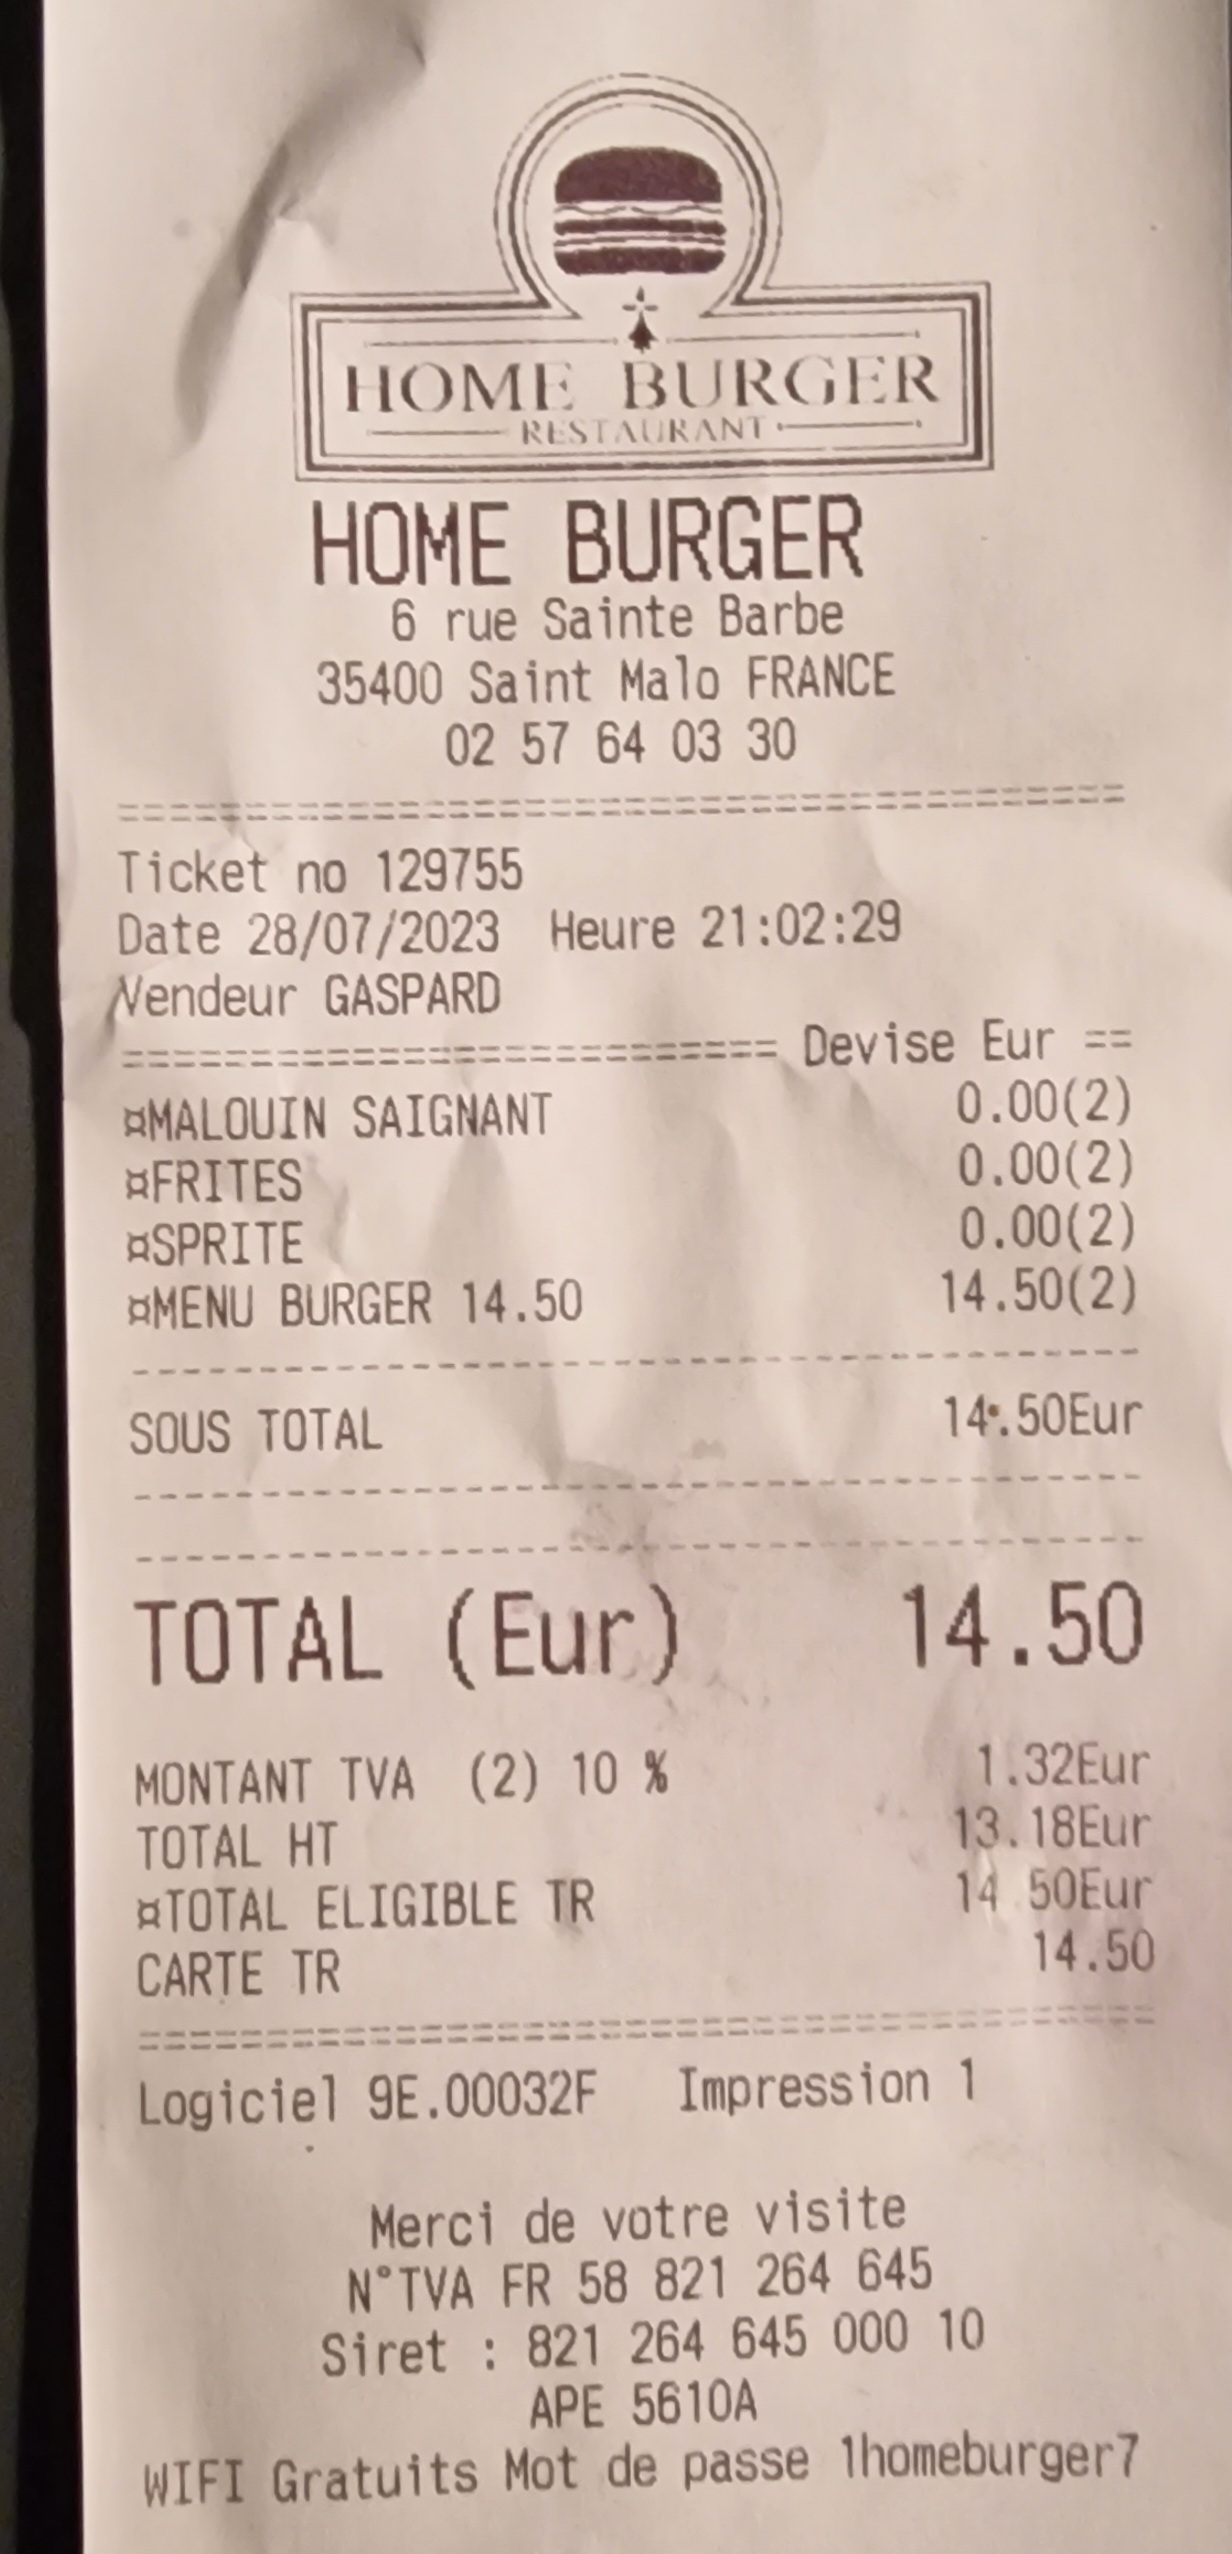 HOME BURGER
RESTAURANT
HOME BURGER
6 rue Sainte Barbe
35400 Saint Malo FRANCE
02 57 64 03 30
Ticket no 129755
Date 28/07/2023 Heure 21:02:29
Vendeur GASPARD
========================== Devise Eur ==
¤MALOUIN SAIGNANT 0.00(2)
¤FRITES 0.00(2)
¤SPRITE 0.00(2)
¤MENU BURGER 14.50 14.50(2)
SOUS TOTAL 14.50Eur
TOTAL (Eur) 14.50
MONTANT TVA (2) 10 % 1.32Eur
TOTAL HT 13.18Eur
¤TOTAL ELIGIBLE TR 14 50Eur
CARTE TR 14.50
Logiciel 9E.00032F Impression 1
Merci de votre visite
N°TVA FR 58 821 264 645
Siret : 821 264 645 000 10
APE 5610A
WIFI Gratuits Mot de passe 1homeburger7